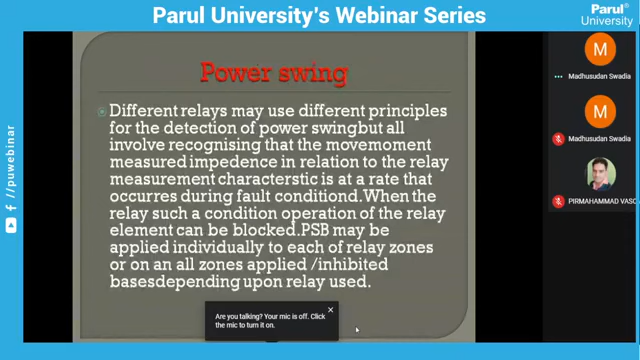 Parul University's Webinar Series
Parul®
University
Power swing
Different relays may use different principles
for the detection of power swingbut all
involve recognising that the movemoment
measured impedence in relation to the relay
measurement characterstic is at a rate that
occurres during fault conditiond.When the
relay such a condition operation of the relay
element can be blocked.PSB may be
applied individually to each of relay zones
or on an all zones applied /inhibited
basesdepending upon relay used.
Are you talking? Your mic is off. Click
the mic to turn it on.
M
Madhusudan Swadia
M
Madhusudan Swadia
PIRMAHAMMAD VASO
/puwebinar